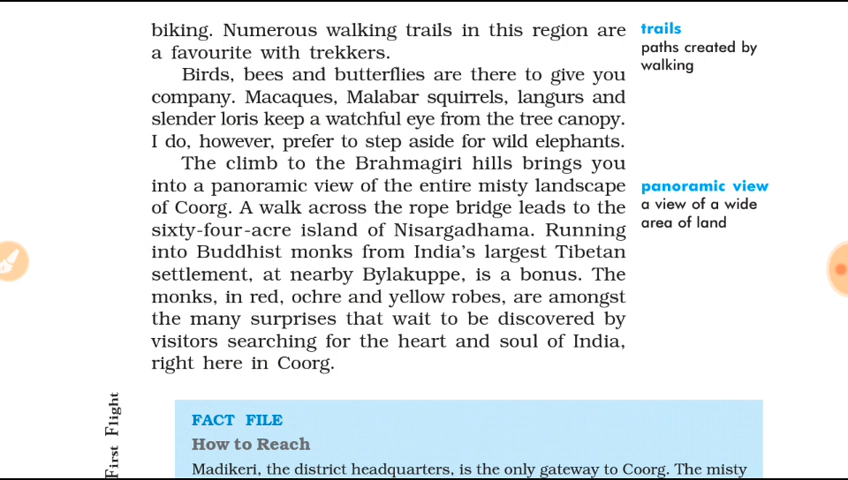 biking. Numerous walking trails in this region are
a favourite with trekkers.
Birds, bees and butterflies are there to give you
company. Macaques, Malabar squirrels, langurs and
slender loris keep a watchful eye from the tree canopy.
I do, however, prefer to step aside for wild elephants.
The climb to the Brahmagiri hills brings you
into a panoramic view of the entire misty landscape
of Coorg. A walk across the rope bridge leads to the
sixty-four-acre island of Nisargadhama. Running
into Buddhist monks from India's largest Tibetan
settlement, at nearby Bylakuppe, is a bonus. The
monks, in red, ochre and yellow robes, are amongst
the many surprises that wait to be discovered by
visitors searching for the heart and soul of India,
right here in Coorg.
trails
paths created by
walking
panoramic view
a view of a wide
area of land
FACT FILE
How to Reach
Madikeri, the district headquarters, is the only gateway to Coorg. The misty
First Flight